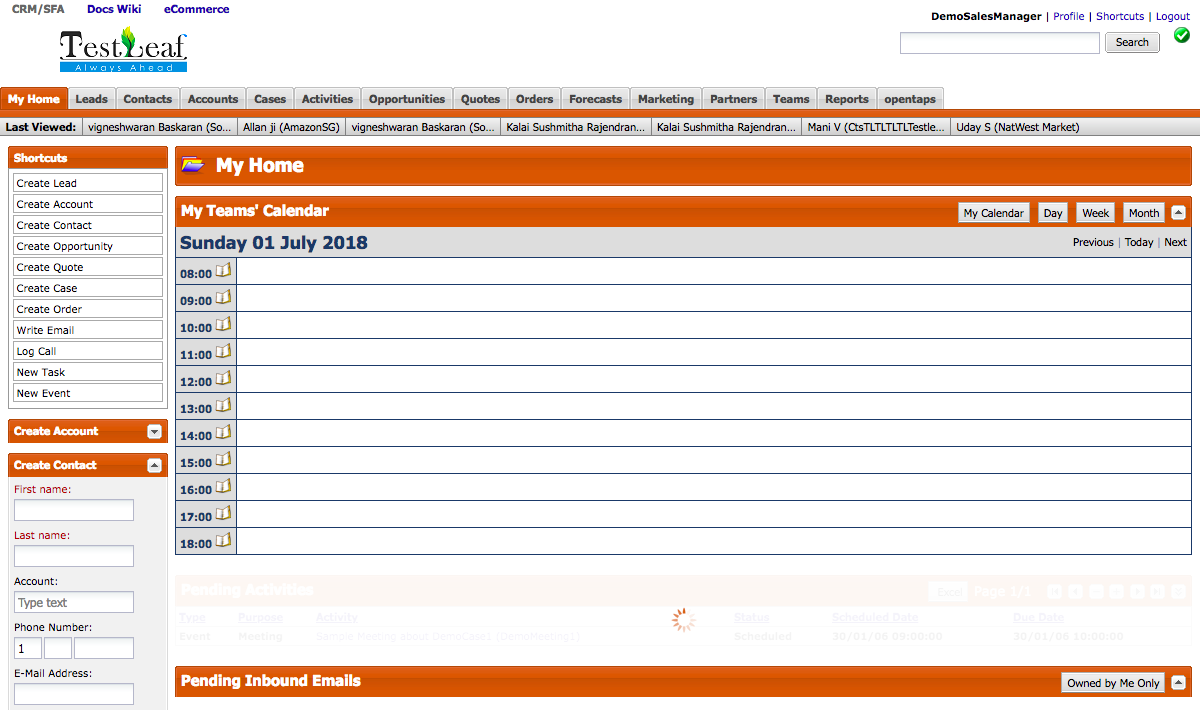 CRM/SFA Docs Wiki eCommerce
DemoSalesManager | Profile | Shortcuts | Logout
TestLeaf
Always Ahead
Search
My Home Leads Contacts Accounts Cases Activities Opportunities Quotes Orders Forecasts Marketing Partners Teams Reports opentaps
Last Viewed: vigneshwaran Baskaran (So... Allan ji (AmazonSG) vigneshwaran Baskaran (So... Kalai Sushmitha Rajendran... Kalai Sushmitha Rajendran... Mani V (CtsTLTLTLTLTestle... Uday S (NatWest Market)
Shortcuts
Create Lead
Create Account
Create Contact
Create Opportunity
Create Quote
Create Case
Create Order
Write Email
Log Call
New Task
New Event
Create Account
Create Contact
First name:
Last name:
Account:
Type text
Phone Number:
1
E-Mail Address:
My Home
My Teams' Calendar My Calendar Day Week Month
Sunday 01 July 2018 Previous | Today | Next
08:00
09:00
10:00
11:00
12:00
13:00
14:00
15:00
16:00
17:00
18:00
Pending Activities Excel Page 1/1
Type Purpose Activity Status Scheduled Date Due Date
Event Meeting Sample Meeting about DemoCase1 (DemoMeeting1) Scheduled 30/01/06 09:00:00 30/01/06 10:00:00
Pending Inbound Emails Owned by Me Only